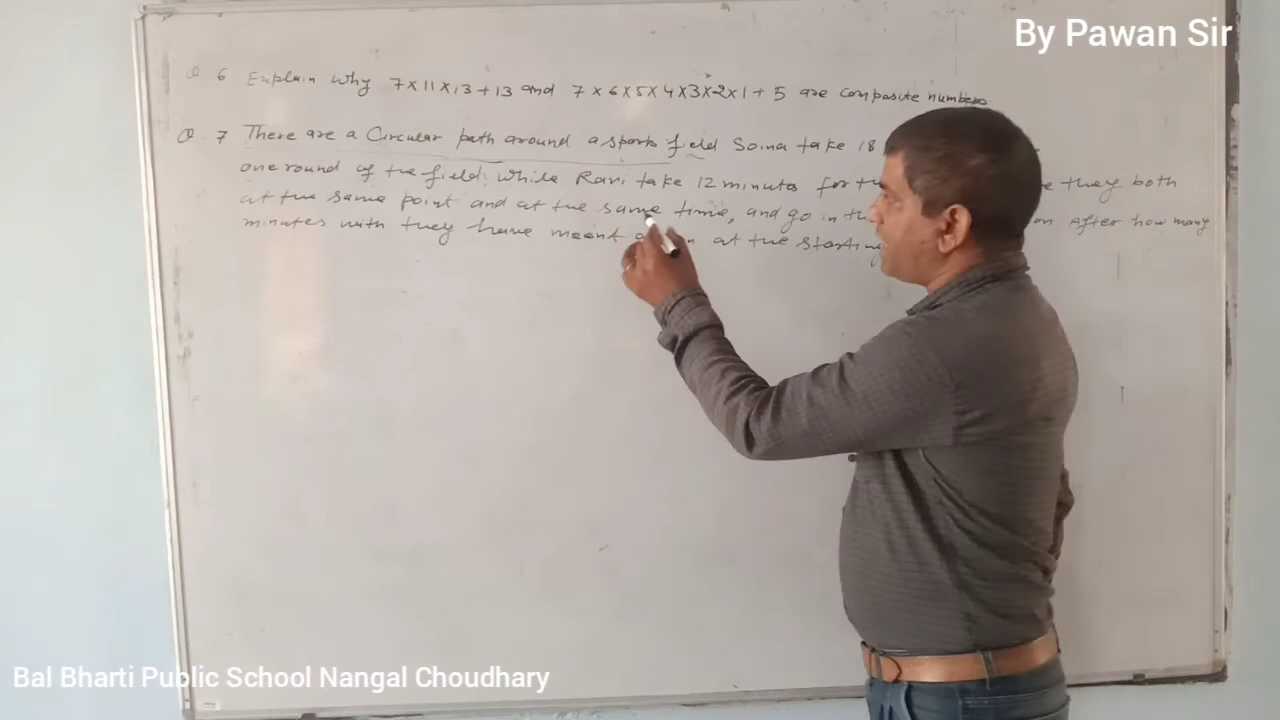 By Pawan Sir
Q. 6 Explain why 7×11×13+13 and 7×6×5×4×3×2×1+5 are composite numbers
Q. 7 There are a Circular path around a sports field Soina take 18
one round of the field, while Ravi take 12 minutes for the they both
at the same point and at the same time, and go in th on After how many
minutes with they have meant at the starting
Bal Bharti Public School Nangal Choudhary